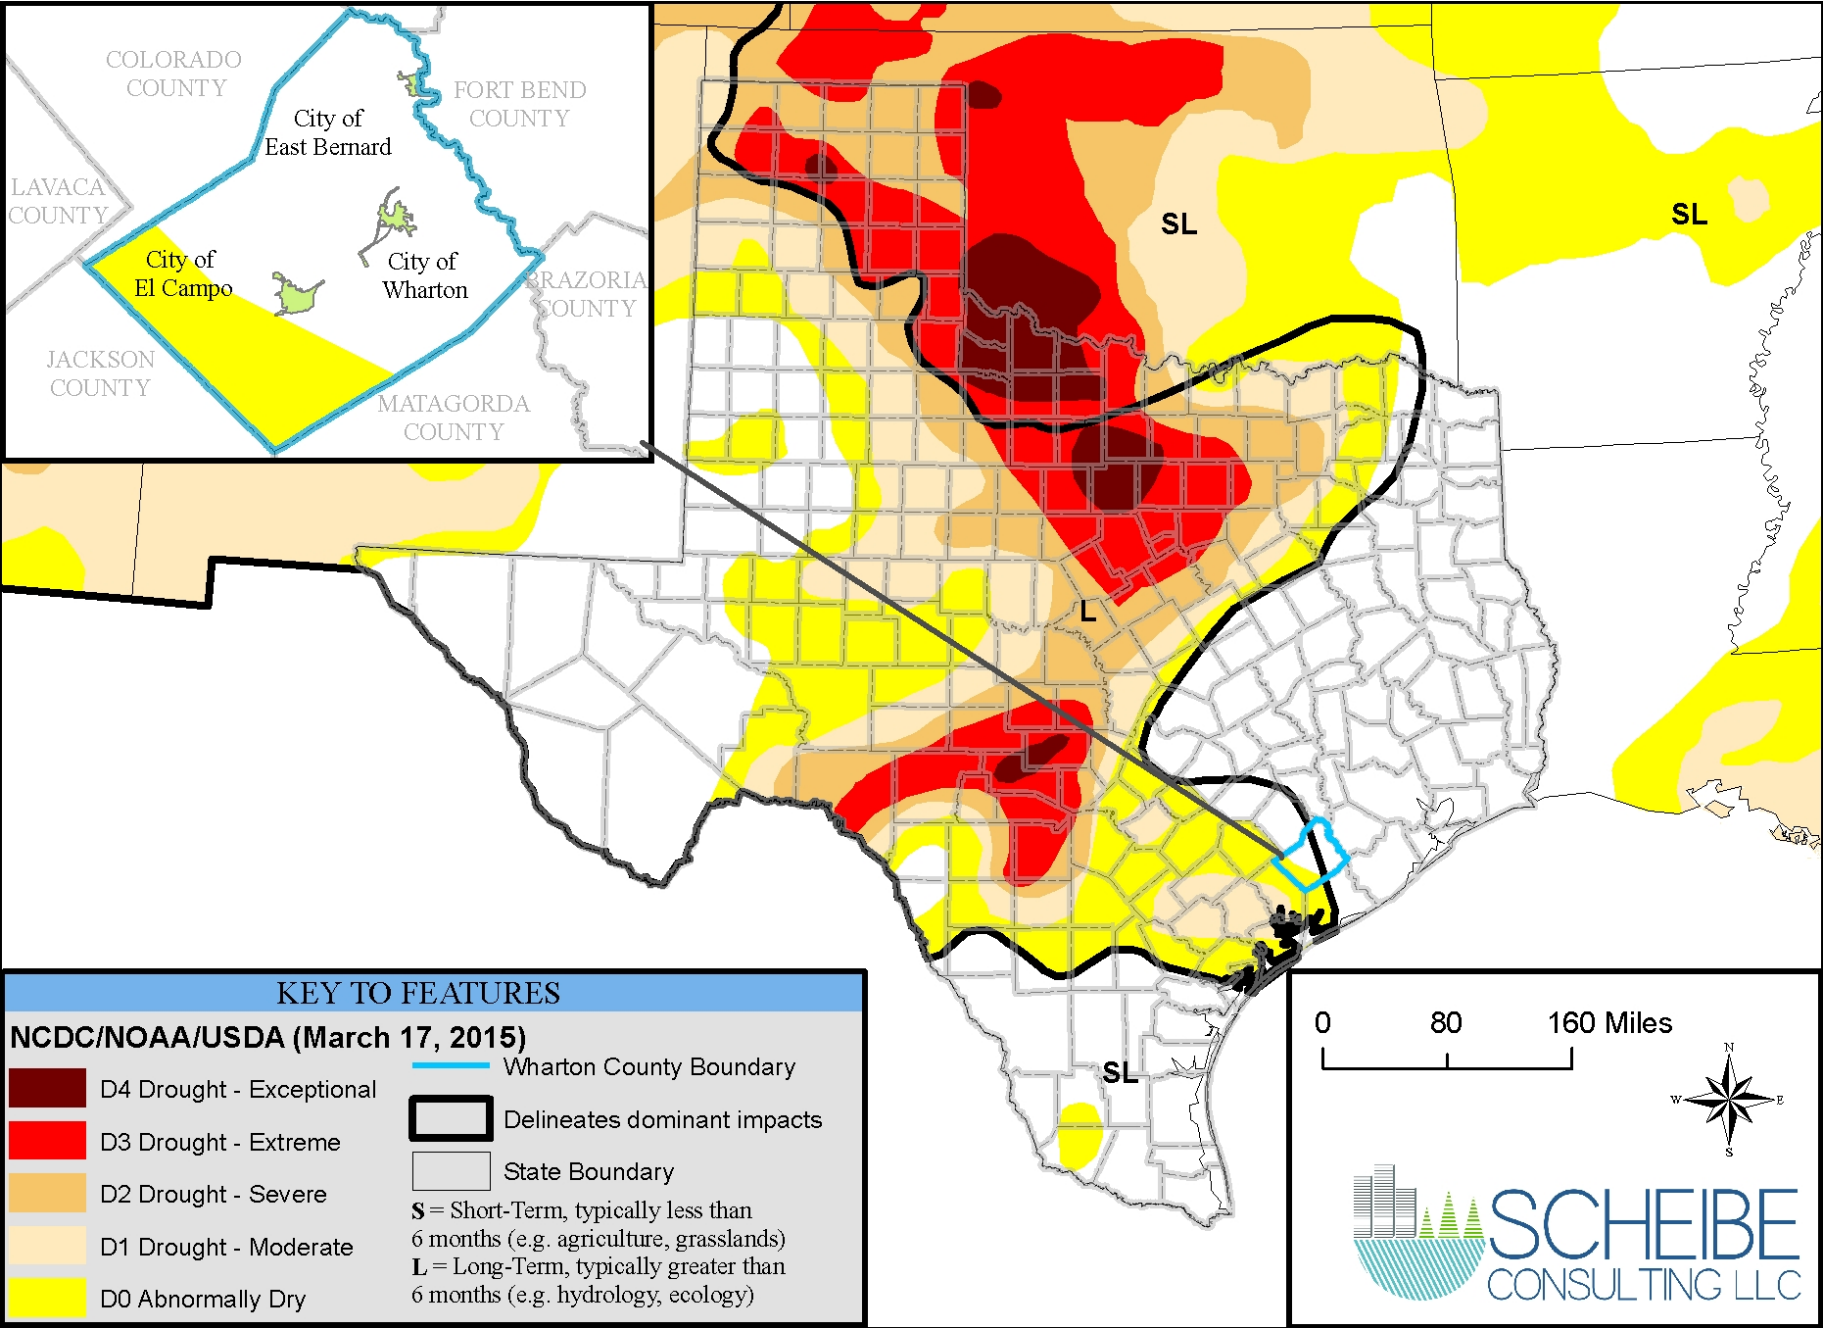 COLORADO
COUNTY
FORT BEND
COUNTY
City of
East Bernard
LAVACA
COUNTY
City of
El Campo
City of
Wharton
BRAZORIA
COUNTY
JACKSON
COUNTY
MATAGORDA
COUNTY
SL
SL
L
SL
KEY TO FEATURES
NCDC/NOAA/USDA (March 17, 2015)
D4 Drought - Exceptional
D3 Drought - Extreme
D2 Drought - Severe
D1 Drought - Moderate
D0 Abnormally Dry
Wharton County Boundary
Delineates dominant impacts
State Boundary
S = Short-Term, typically less than
6 months (e.g. agriculture, grasslands)
L = Long-Term, typically greater than
6 months (e.g. hydrology, ecology)
0 80 160 Miles
N
W E
S
SCHEIBE
CONSULTING LLC